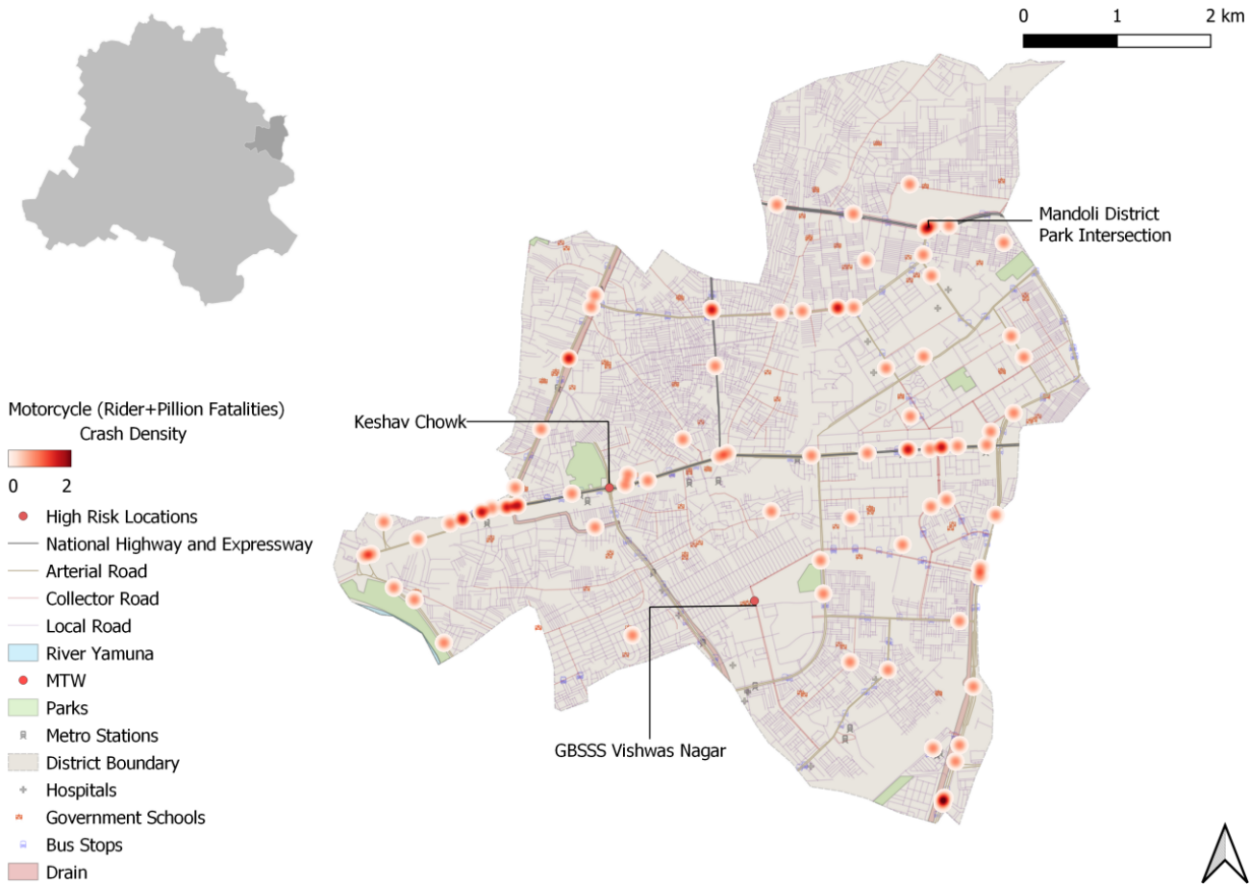 0 1 2 km
Mandoli District
Park Intersection
Keshav Chowk
GBSSS Vishwas Nagar
Motorcycle (Rider+Pillion Fatalities)
Crash Density
0 2
High Risk Locations
National Highway and Expressway
Arterial Road
Collector Road
Local Road
River Yamuna
MTW
Parks
Metro Stations
District Boundary
Hospitals
Government Schools
Bus Stops
Drain